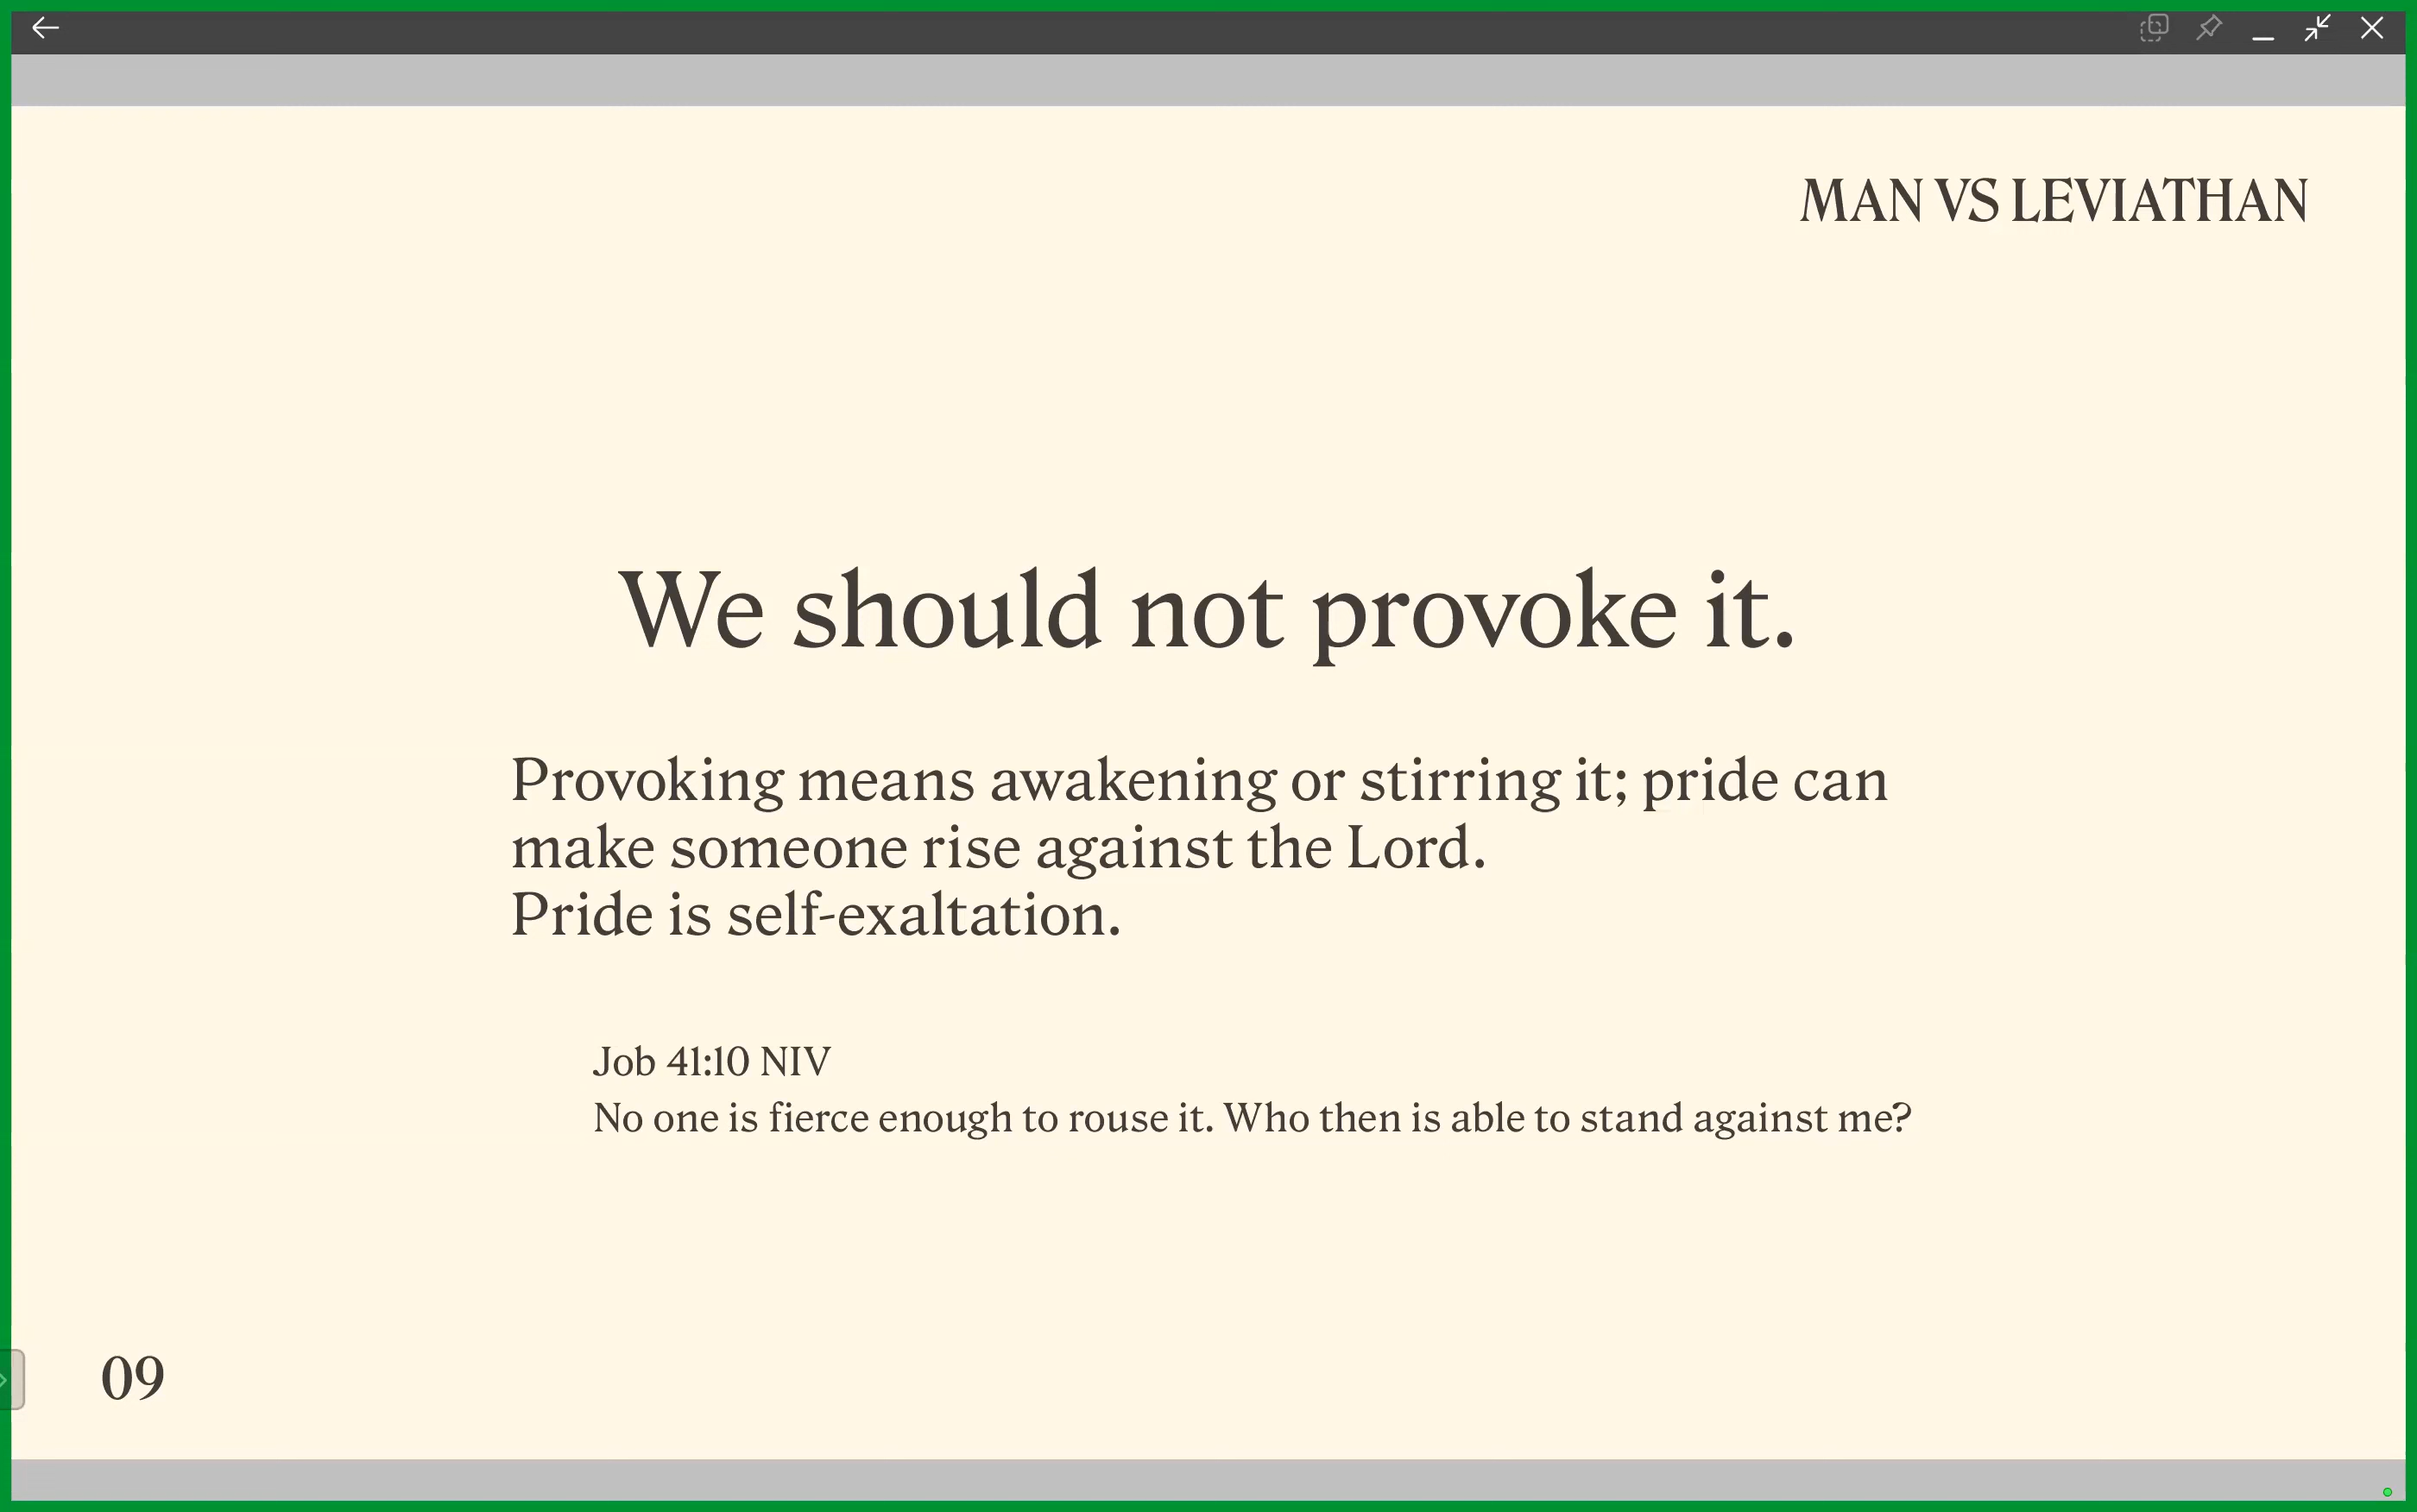 MAN VS LEVIATHAN
We should not provoke it.
Provoking means awakening or stirring it; pride can
make someone rise against the Lord.
Pride is self-exaltation.
Job 41:10 NIV
No one is fierce enough to rouse it. Who then is able to stand against me?
09